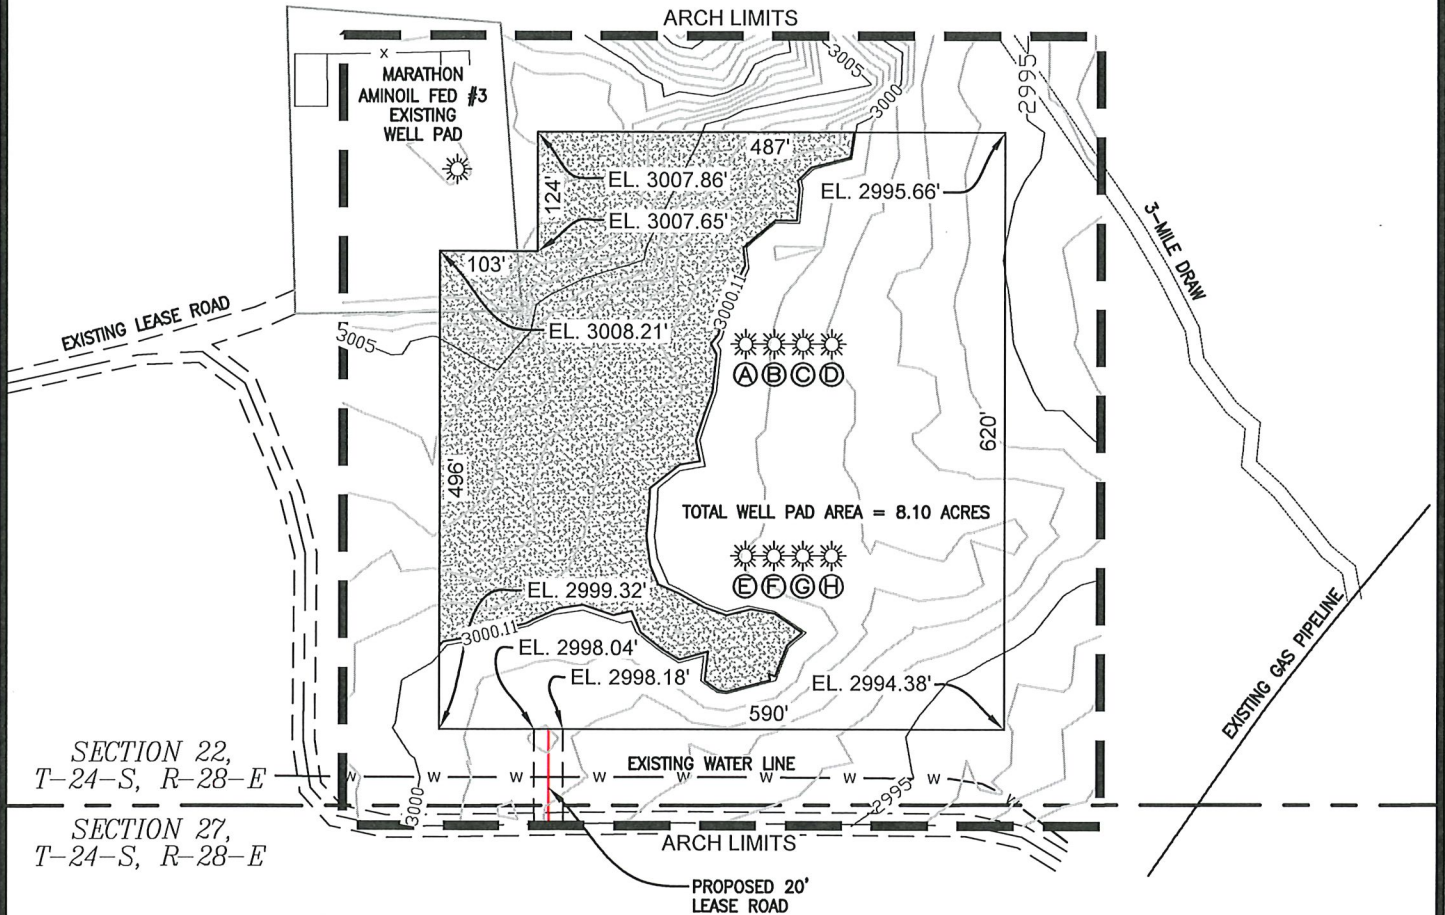 ARCH LIMITS
x
MARATHON
AMINOIL FED #3
EXISTING
WELL PAD
3005
3000
2995
487'
EL. 3007.86'
124'
EL. 2995.66'
EL. 3007.65'
3-MILE DRAW
103'
EXISTING LEASE ROAD
3005
EL. 3008.21'
3000.11
A B C D
620'
496'
TOTAL WELL PAD AREA = 8.10 ACRES
E F G H
EL. 2999.32'
3000.11
EL. 2998.04'
EL. 2998.18'
EL. 2994.38'
590'
EXISTING GAS PIPELINE
SECTION 22,
T-24-S, R-28-E
EXISTING WATER LINE
W W W W W W W W W
3000
2995
SECTION 27,
T-24-S, R-28-E
ARCH LIMITS
PROPOSED 20'
LEASE ROAD